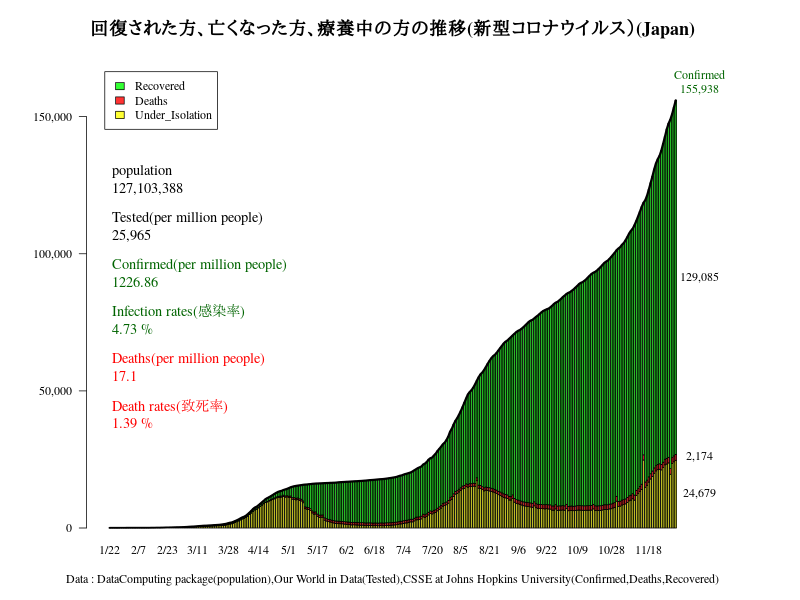 回復された方、亡くなった方、療養中の方の推移(新型コロナウイルス）(Japan)
Confirmed
155,938
Recovered
Deaths
Under_Isolation
150,000
100,000
50,000
0
population
127,103,388
Tested(per million people)
25,965
Confirmed(per million people)
1226.86
Infection rates(感染率)
4.73 %
Deaths(per million people)
17.1
Death rates(致死率)
1.39 %
129,085
2,174
24,679
1/22 2/7 2/23 3/11 3/28 4/14 5/1 5/17 6/2 6/18 7/4 7/20 8/5 8/21 9/6 9/22 10/9 10/28 11/18
Data : DataComputing package(population),Our World in Data(Tested),CSSE at Johns Hopkins University(Confirmed,Deaths,Recovered)